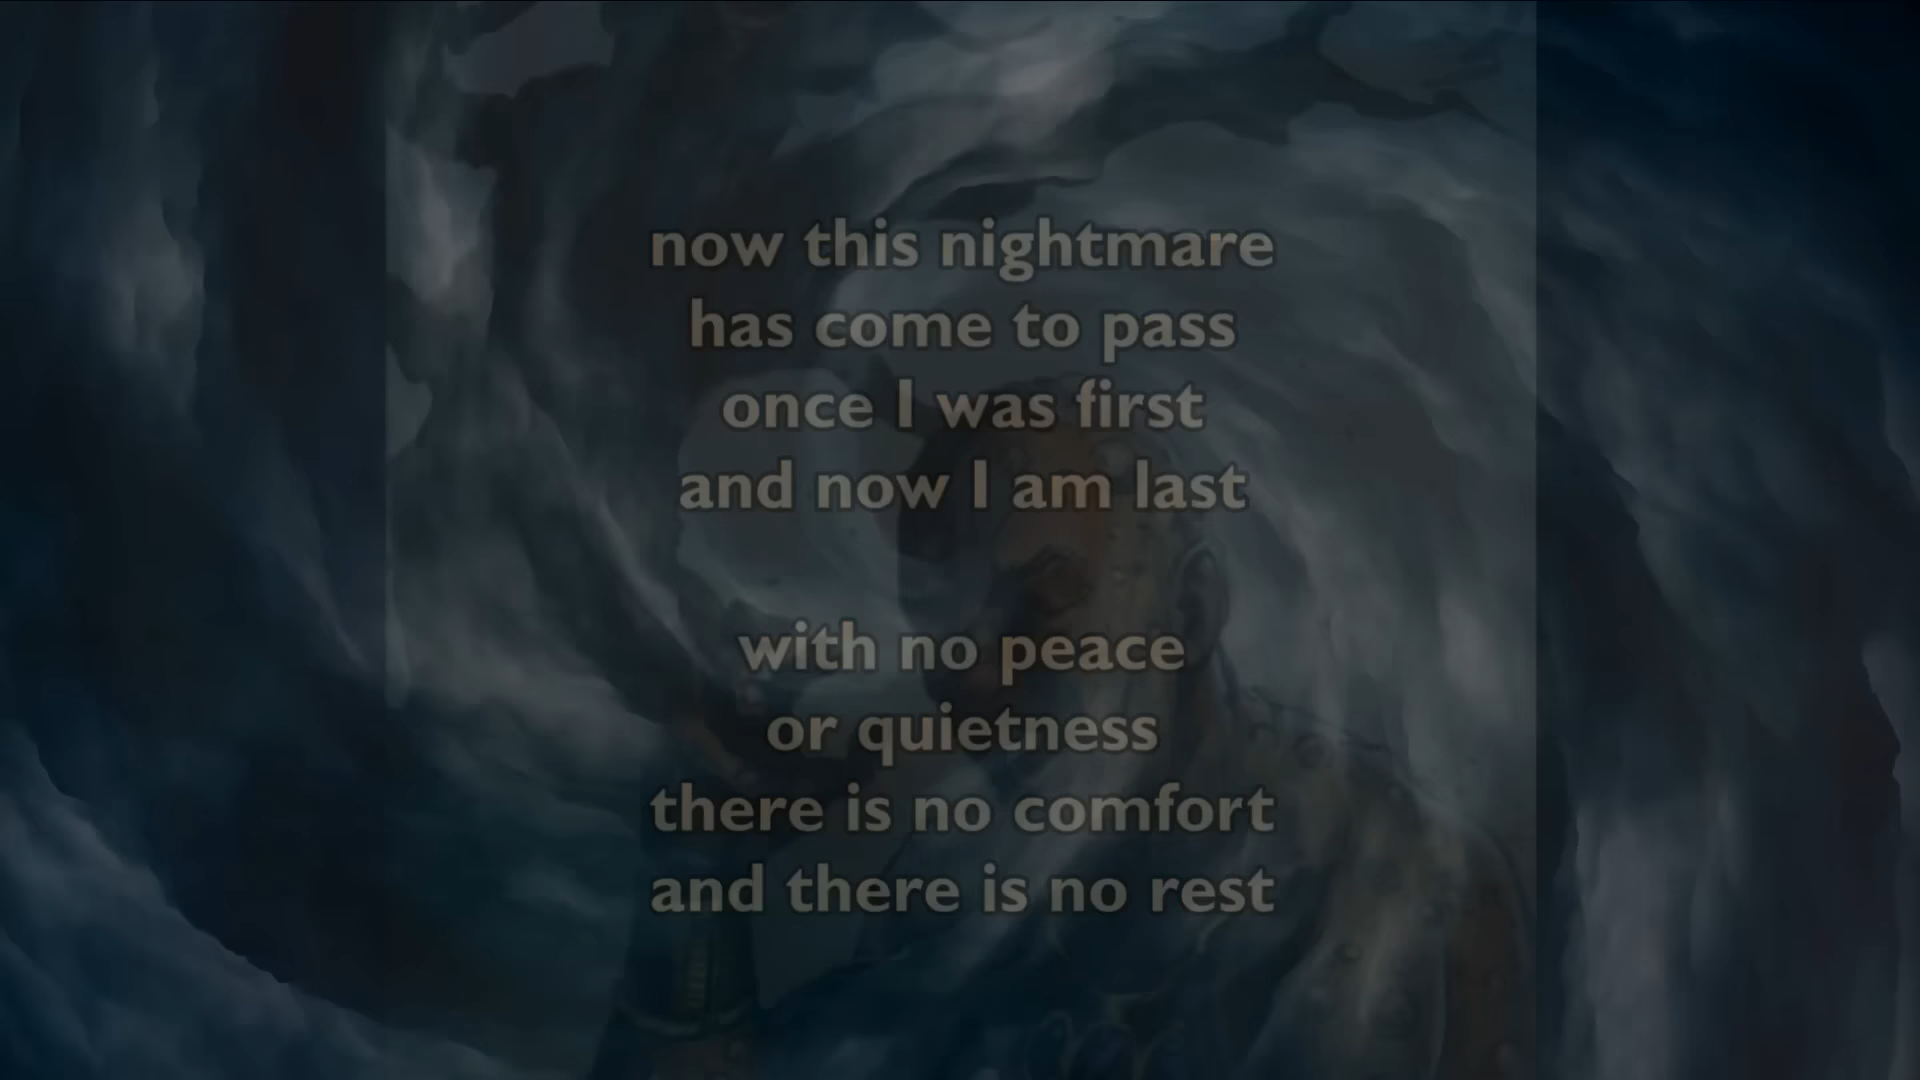 now this nightmare
has come to pass
once I was first
and now I am last
with no peace
or quietness
there is no comfort
and there is no rest